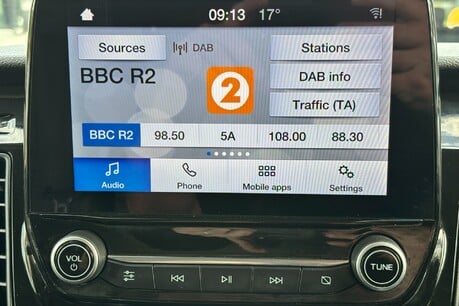 09:13 17°
Sources DAB Stations
BBC R2 2 DAB info
Traffic (TA)
BBC R2 98.50 5A 108.00 88.30
Audio Phone Mobile apps Settings
VOL TUNE